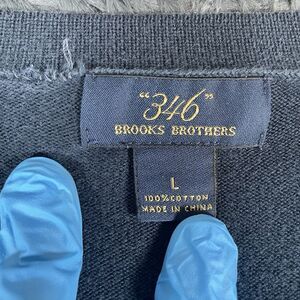 "346"
BROOKS BROTHERS
L
100% COTTON
MADE IN CHINA